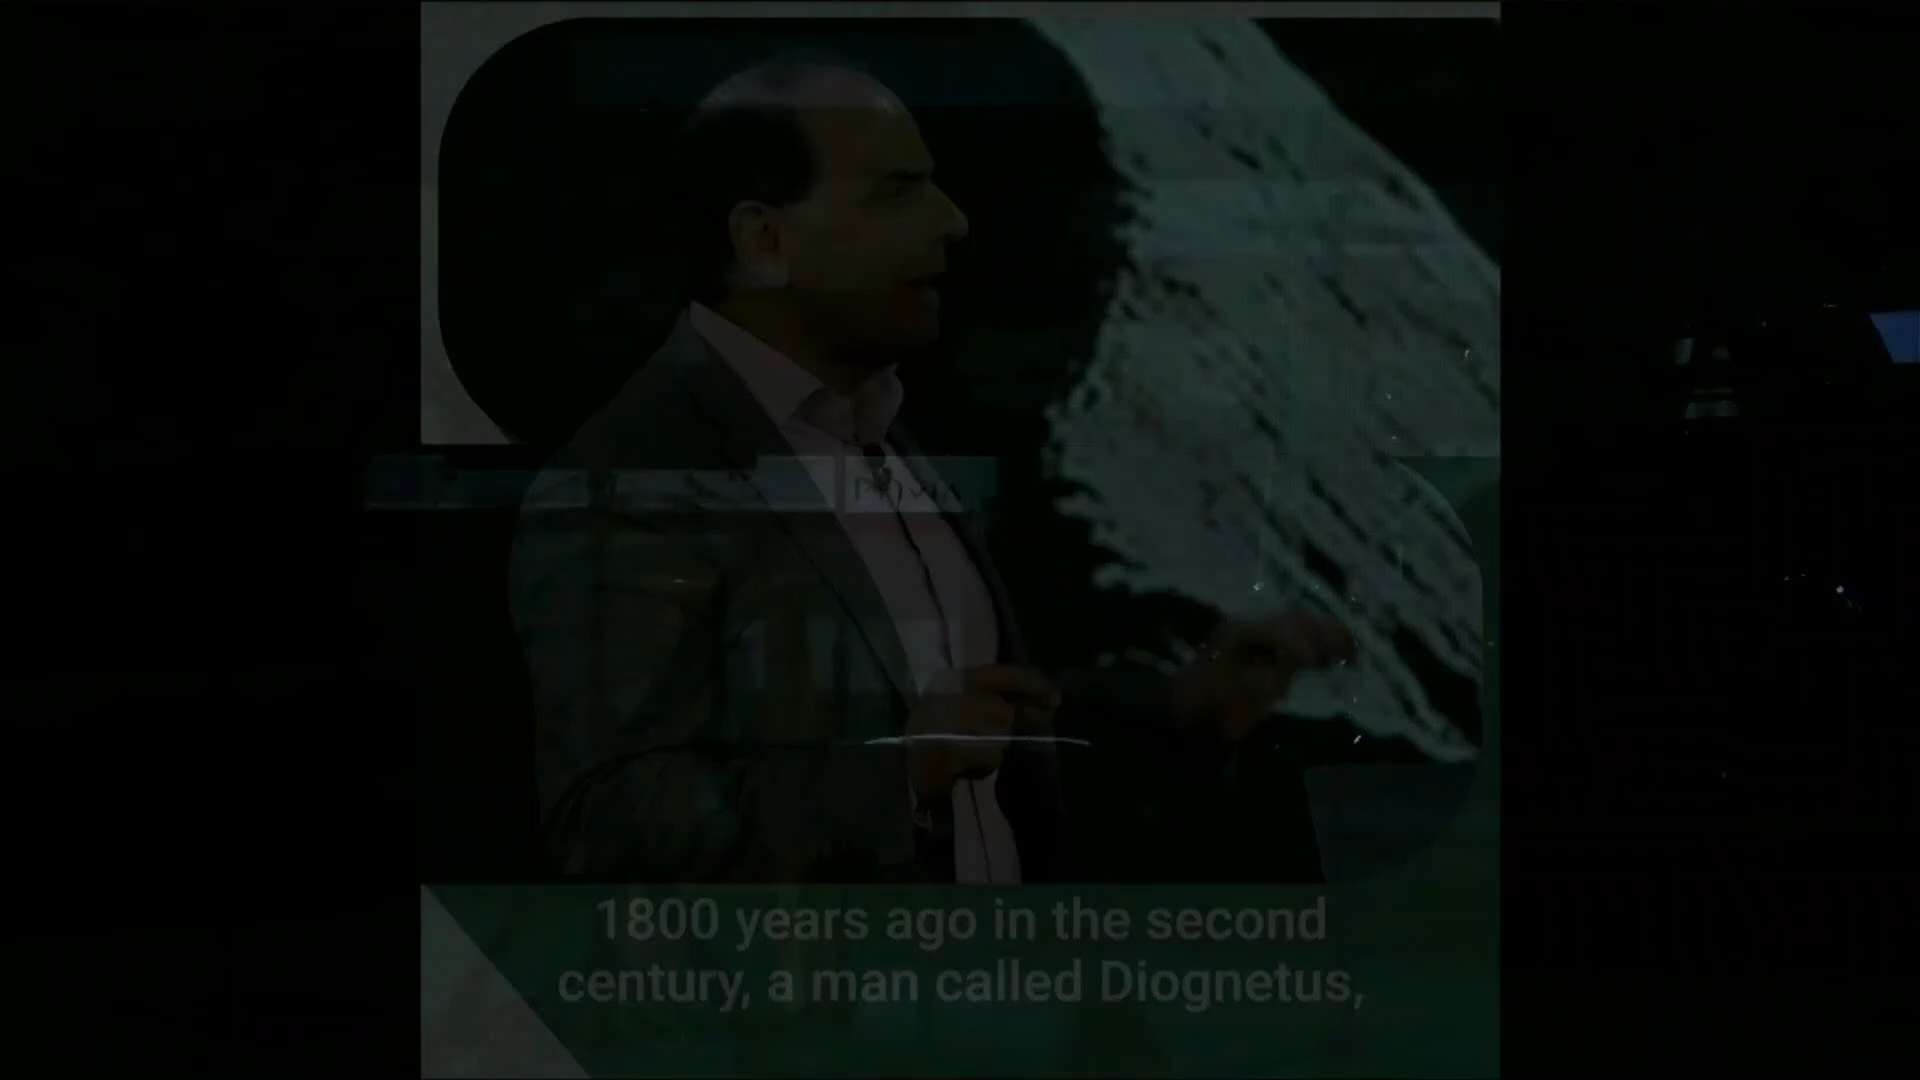 1800 years ago in the second
century, a man called Diognetus,